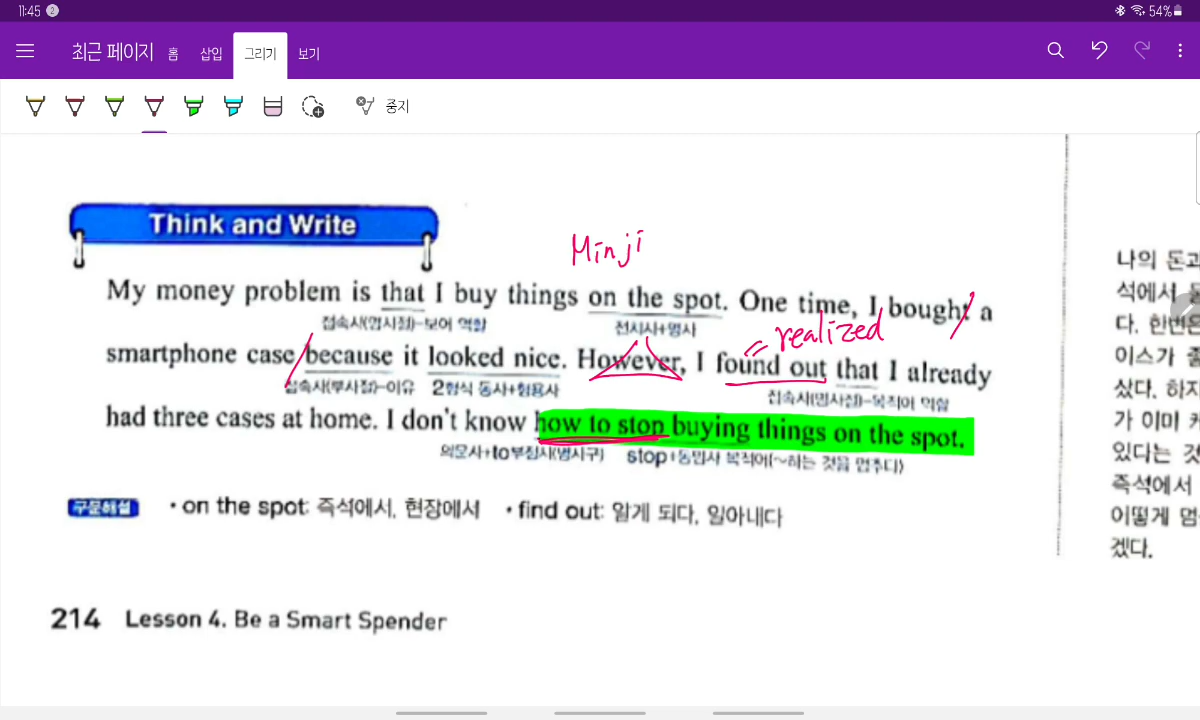 11:45 2 54%
최근 페이지 홈 삽입 그리기 보기
중지
Think and Write
Minji
My money problem is that I buy things on the spot. One time, I bought a
접속사(명사절)-보어 역할 전치사+명사
realized
smartphone case because it looked nice. However, I found out that I already
접속사(부사절)-이유 2형식 동사+형용사 접속사(명사절)-목적어 역할
had three cases at home. I don't know how to stop buying things on the spot.
의문사+to부정사(명사구) stop+동명사 목적어(~하는 것을 멈추다)
구문해설 • on the spot: 즉석에서, 현장에서 • find out: 알게 되다, 알아내다
214 Lesson 4. Be a Smart Spender
나의 돈과
석에서
다. 한번은
이스가
샀다. 하지
가 이미
있다는 것
즉석에서
어떻게 멈
겠다.